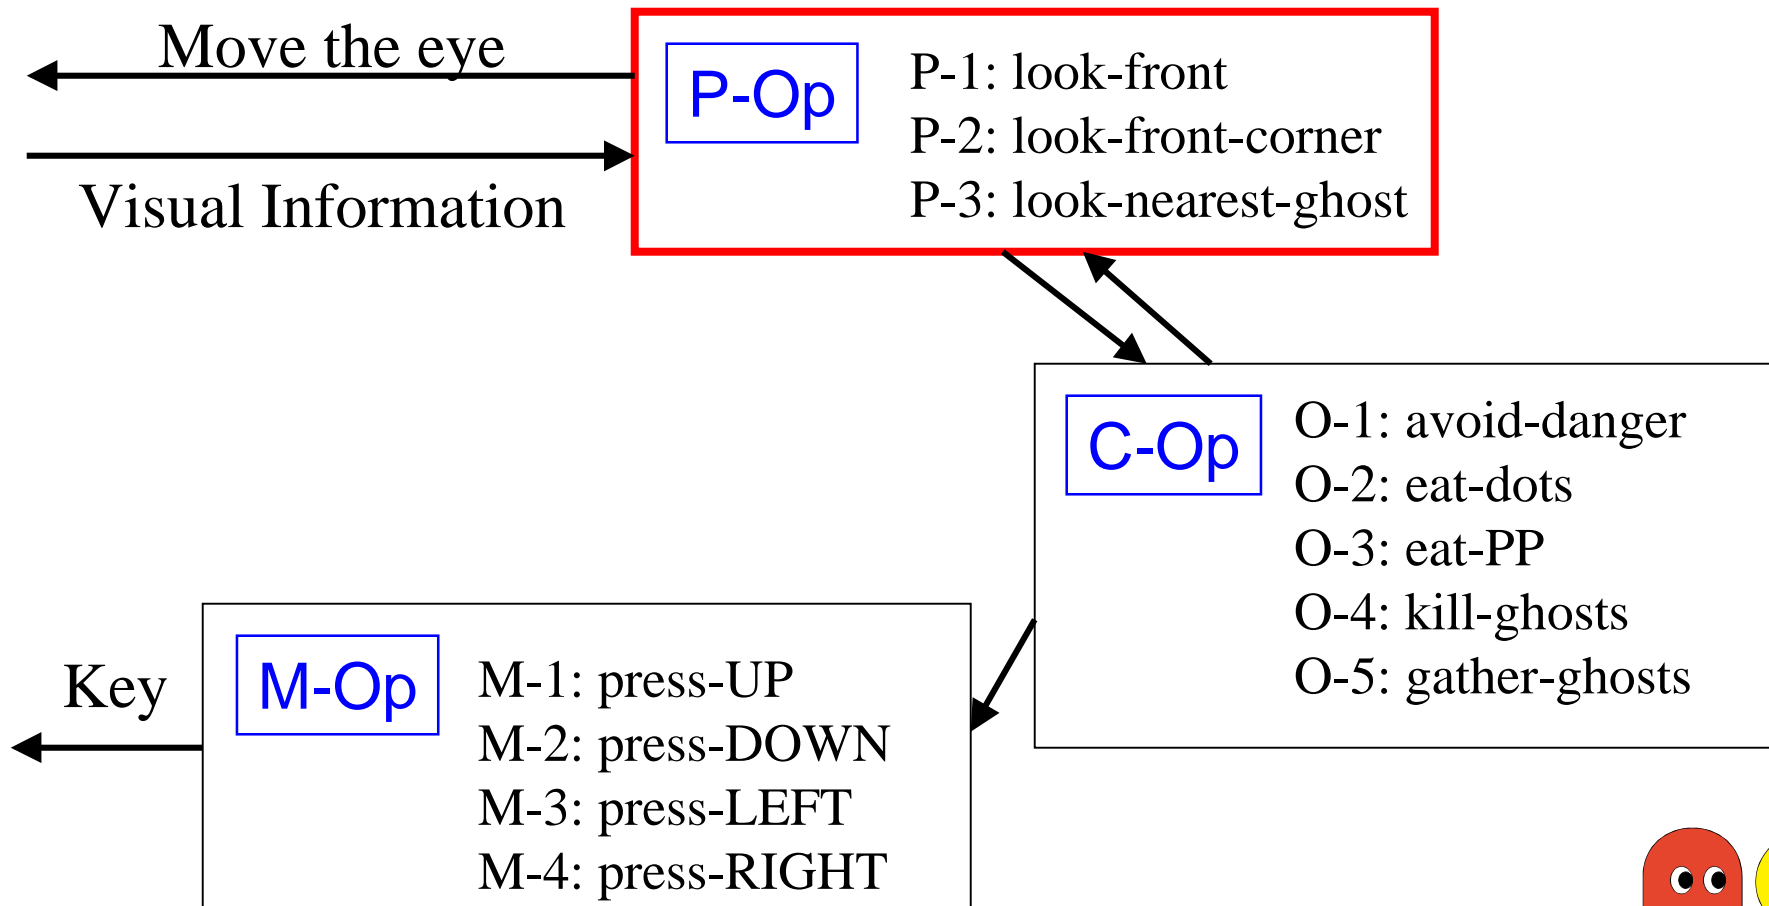 Move the eye
Visual Information
P-Op
P-1: look-front
P-2: look-front-corner
P-3: look-nearest-ghost
C-Op
O-1: avoid-danger
O-2: eat-dots
O-3: eat-PP
O-4: kill-ghosts
O-5: gather-ghosts
Key
M-Op
M-1: press-UP
M-2: press-DOWN
M-3: press-LEFT
M-4: press-RIGHT